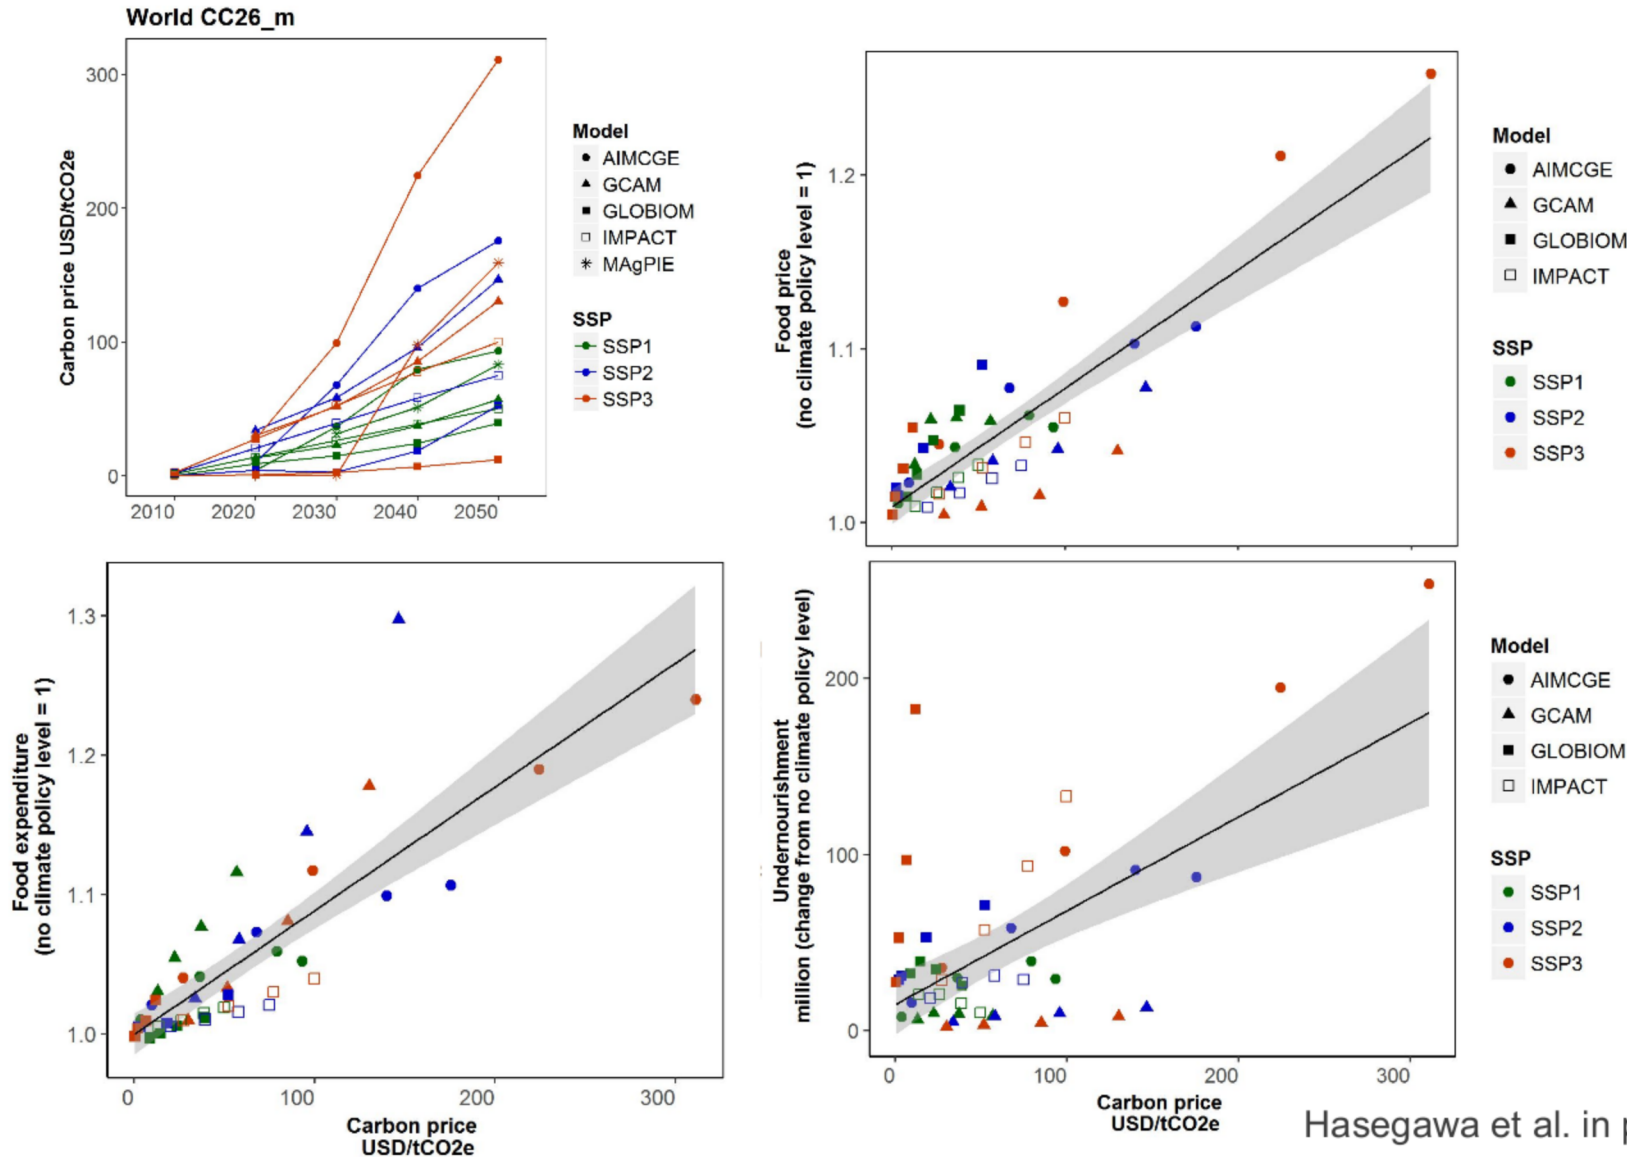 World CC26_m
Carbon price USD/tCO2e
300
200
100
0
2010 2020 2030 2040 2050
Model
AIMCGE
GCAM
GLOBIOM
IMPACT
MAgPIE
SSP
SSP1
SSP2
SSP3
Food price
(no climate policy level = 1)
1.2
1.1
1.0
Model
AIMCGE
GCAM
GLOBIOM
IMPACT
SSP
SSP1
SSP2
SSP3
Food expenditure
(no climate policy level = 1)
1.3
1.2
1.1
1.0
0 100 200 300
Carbon price
USD/tCO2e
Undernourishment
million (change from no climate policy level)
200
100
0
0 100 200 300
Carbon price
USD/tCO2e
Model
AIMCGE
GCAM
GLOBIOM
IMPACT
SSP
SSP1
SSP2
SSP3
Hasegawa et al. in